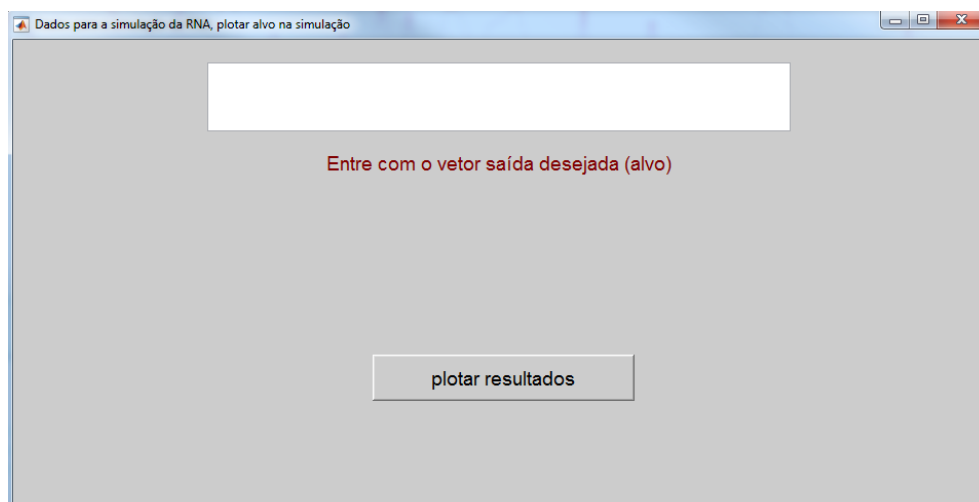 Dados para a simulação da RNA, plotar alvo na simulação
Entre com o vetor saída desejada (alvo)
plotar resultados